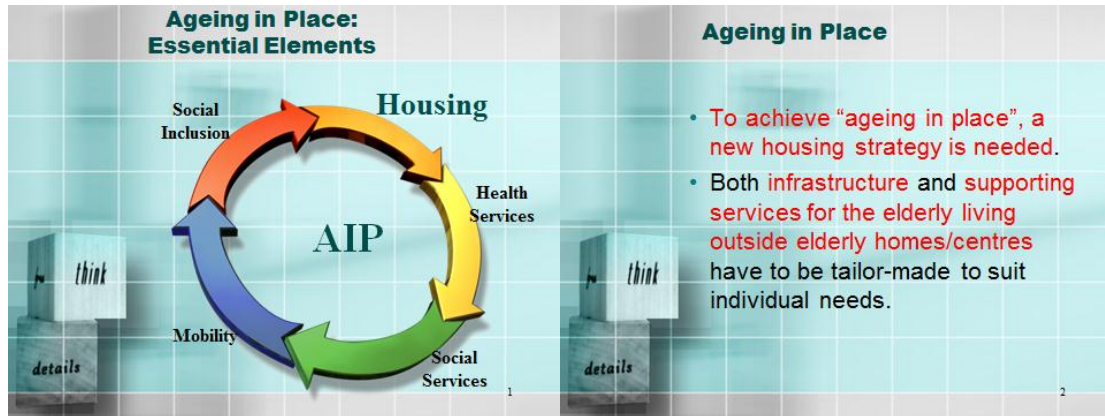 Ageing in Place:
Essential Elements
Social
Inclusion
Housing
Health
Services
AIP
Mobility
Social
Services
think
details
1
Ageing in Place
• To achieve “ageing in place”, a
new housing strategy is needed.
• Both infrastructure and supporting
services for the elderly living
outside elderly homes/centres
have to be tailor-made to suit
individual needs.
think
details
2